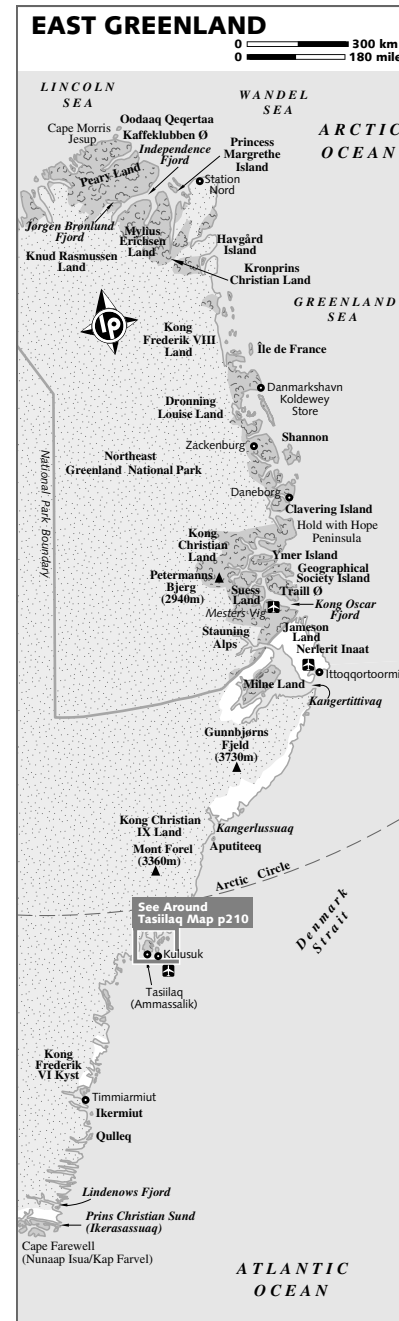 EAST GREENLAND
0 300 km
0 180 mile
LINCOLN
SEA
WANDEL
SEA
ARCTIC
OCEAN
Cape Morris
Jesup
Oodaaq Qeqertaa
Kaffeklubben Ø
Independence
Fjord
Princess
Margrethe
Island
Peary Land
Station
Nord
Jørgen Brønlund
Fjord
Mylius
Erichsen
Land
Knud Rasmussen
Land
Havgård
Island
Kronprins
Christian Land
GREENLAND
SEA
lp
Kong
Frederik VIII
Land
Île de France
Danmarkshavn
Koldewey
Store
Dronning
Louise Land
Zackenburg
Shannon
National Park Boundary
Northeast
Greenland National Park
Daneborg
Clavering Island
Hold with Hope
Peninsula
Kong
Christian
Land
Ymer Island
Geographical
Society Island
Petermanns
Bjerg
(2940m)
Suess
Land
Traill Ø
Mesters Vig
Kong Oscar
Fjord
Stauning
Alps
Jameson
Land
Nerlerit Inaat
Ittoqqortoormi
Milne Land
Kangertittivaq
Gunnbjørns
Fjeld
(3730m)
Kong Christian
IX Land
Kangerlussuaq
Aputiteeq
Mont Forel
(3360m)
Arctic Circle
Denmark
Strait
See Around
Tasiilaq Map p210
Kulusuk
Tasiilaq
(Ammassalik)
Kong
Frederik
VI Kyst
Timmiarmiut
Ikermiut
Qulleq
Lindenows Fjord
Prins Christian Sund
(Ikerasassuaq)
Cape Farewell
(Nunaap Isua/Kap Farvel)
ATLANTIC
OCEAN